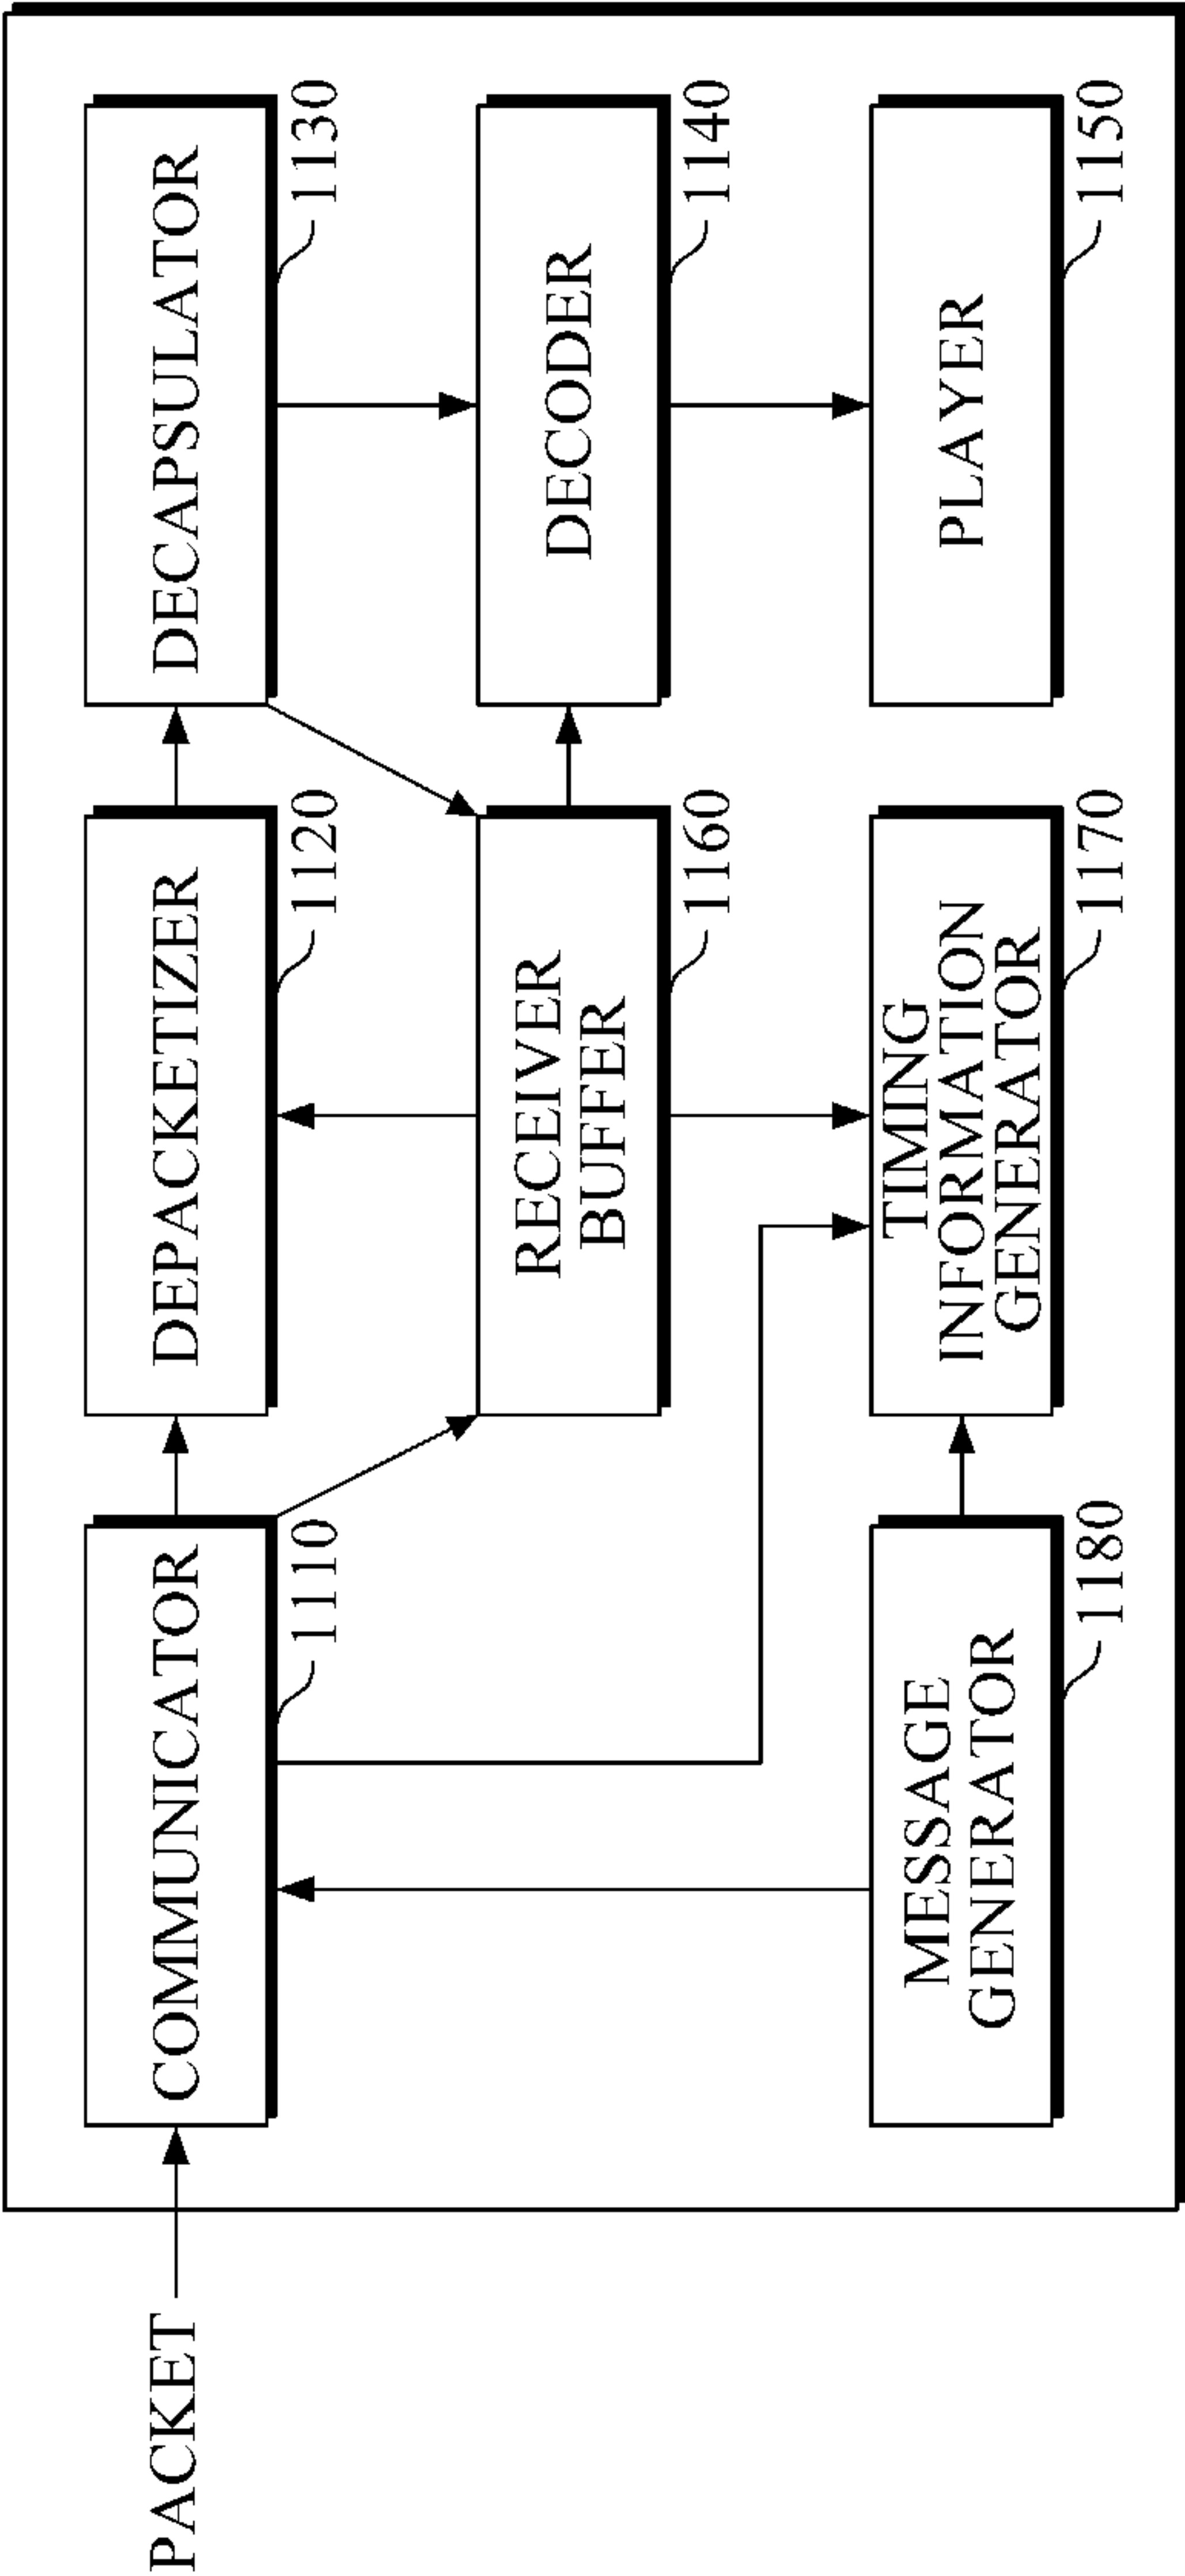 PACKET
COMMUNICATOR
1110
DEPACKETIZER
1120
DECAPSULATOR
1130
RECEIVER
BUFFER
1160
DECODER
1140
MESSAGE
GENERATOR
1180
TIMING
INFORMATION
GENERATOR
1170
PLAYER
1150